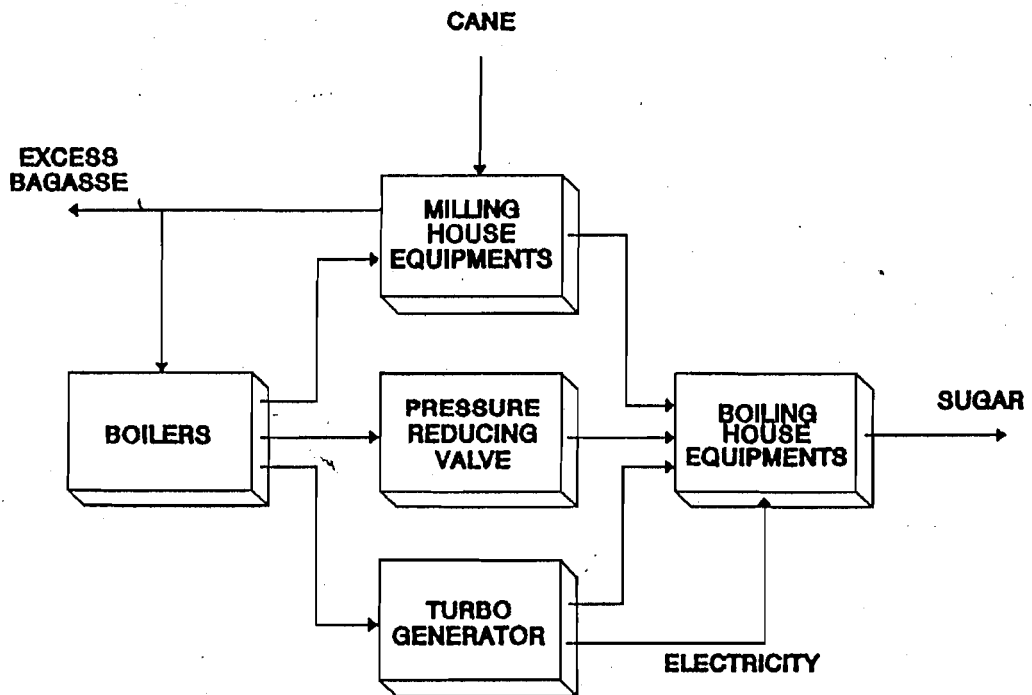 CANE
EXCESS
BAGASSE
MILLING
HOUSE
EQUIPMENTS
BOILERS
PRESSURE
REDUCING
VALVE
BOILING
HOUSE
EQUIPMENTS
SUGAR
TURBO
GENERATOR
ELECTRICITY